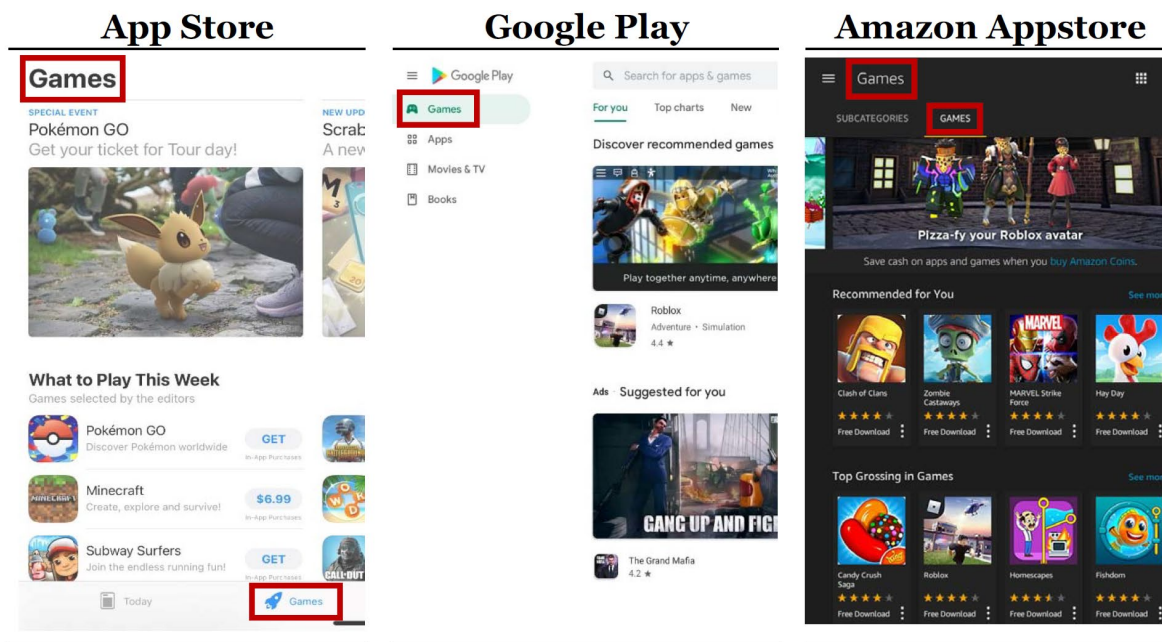 App Store
Games
SPECIAL EVENT
Pokémon GO
Get your ticket for Tour day!
NEW UPD
Scrab
A new
What to Play This Week
Games selected by the editors
Pokémon GO
Discover Pokémon worldwide
GET
In-App Purchases
Minecraft
Create, explore and survive!
$6.99
In-App Purchases
Subway Surfers
Join the endless running fun!
GET
In-App Purchases
Today
Games
Google Play
Google Play
Search for apps & games
Games
Apps
Movies & TV
Books
For you Top charts New
Discover recommended games
Play together anytime, anywhere
Roblox
Adventure • Simulation
4.4 ★
Ads · Suggested for you
GANG UP AND FIG
The Grand Mafia
4.2 ★
Amazon Appstore
Games
SUBCATEGORIES GAMES
Pizza-fy your Roblox avatar
Save cash on apps and games when you buy Amazon Coins.
Recommended for You See mor
MARVEL
Clash of Clans
Zombie
Castaways
MARVEL Strike
Force
Hay Day
Free Download Free Download Free Download Free Download
Top Grossing in Games See mor
Candy Crush
Saga
Roblox
Homescapes
Fishdom
Free Download Free Download Free Download Free Download